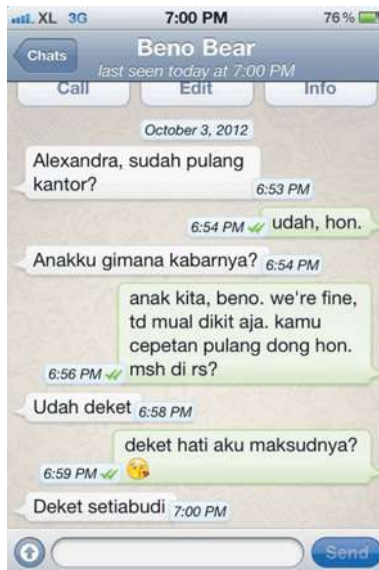 XL 3G 7:00 PM 76%
Chats
Beno Bear
last seen today at 7:00 PM
Call Edit Info
October 3, 2012
Alexandra, sudah pulang
kantor?
6:53 PM
6:54 PM udah, hon.
Anakku gimana kabarnya? 6:54 PM
anak kita, beno. we're fine,
td mual dikit aja. kamu
cepetan pulang dong hon.
6:56 PM msh di rs?
Udah deket 6:58 PM
deket hati aku maksudnya?
6:59 PM 😘
Deket setiabudi 7:00 PM
Send